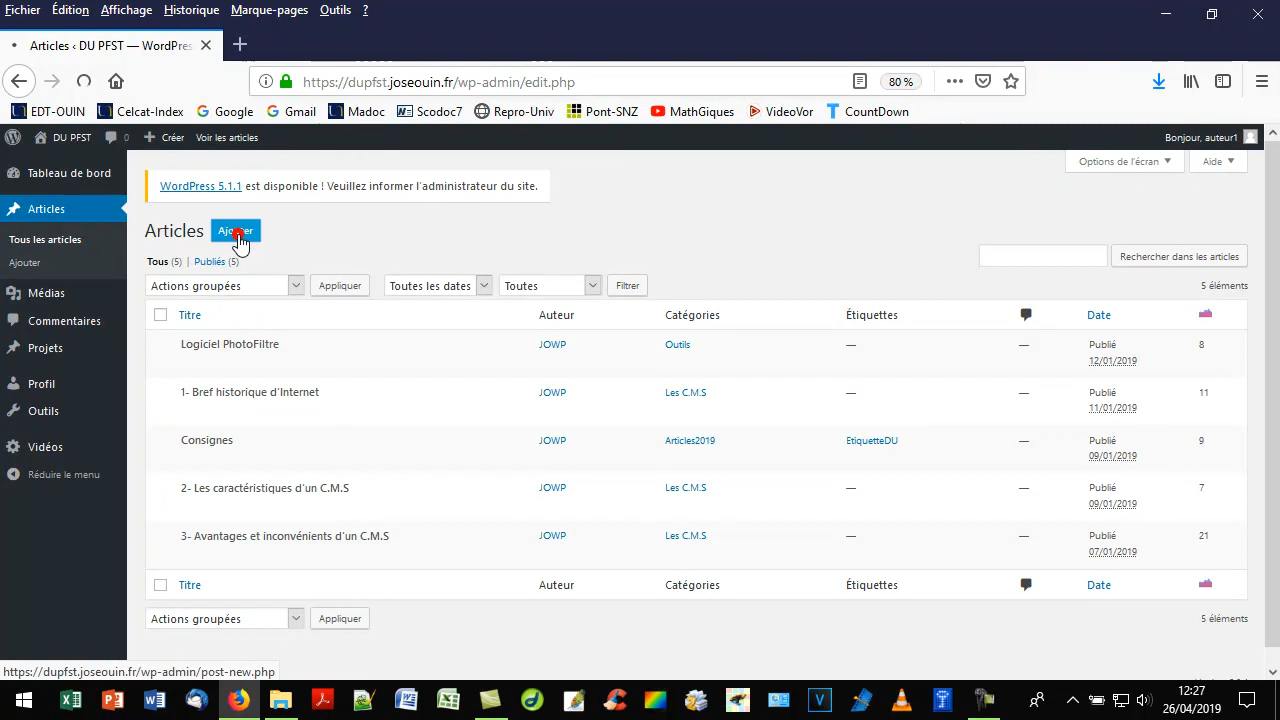 Fichier Édition Affichage Historique Marque-pages Outils ?
Articles ‹ DU PFST — WordPres
https://dupfst.joseouin.fr/wp-admin/edit.php 80 %
EDT-OUIN Celcat-Index Google Gmail Madoc Scodoc7 Repro-Univ Pont-SNZ MathGiques VideoVor CountDown
DU PFST 0 Créer Voir les articles Bonjour, auteur1
Options de l'écran Aide
Tableau de bord
Articles
Tous les articles
Ajouter
Médias
Commentaires
Projets
Profil
Outils
Vidéos
Réduire le menu
WordPress 5.1.1 est disponible ! Veuillez informer l'administrateur du site.
Articles Ajouter
Tous (5) | Publiés (5)
Rechercher dans les articles
Actions groupées Appliquer Toutes les dates Toutes Filtrer 5 éléments
Titre Auteur Catégories Étiquettes Date
Logiciel PhotoFiltre JOWP Outils — — Publié 8
12/01/2019
1- Bref historique d'Internet JOWP Les C.M.S — — Publié 11
11/01/2019
Consignes JOWP Articles2019 EtiquetteDU — Publié 9
09/01/2019
2- Les caractéristiques d'un C.M.S JOWP Les C.M.S — — Publié 7
09/01/2019
3- Avantages et inconvénients d'un C.M.S JOWP Les C.M.S — — Publié 21
07/01/2019
Titre Auteur Catégories Étiquettes Date
Actions groupées Appliquer 5 éléments
https://dupfst.joseouin.fr/wp-admin/post-new.php
12:27
26/04/2019